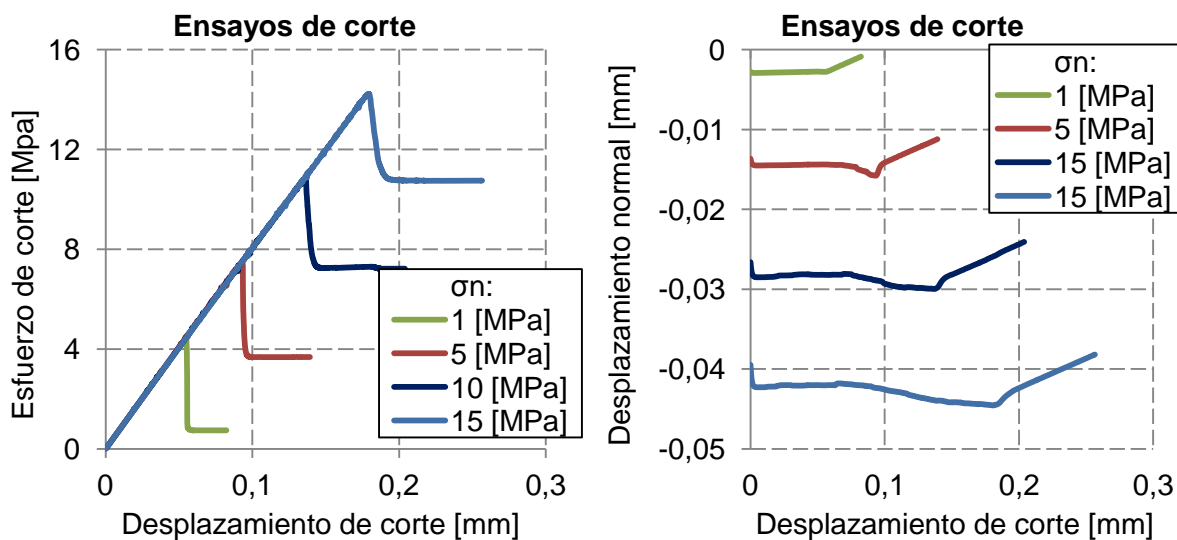 Ensayos de corte
Esfuerzo de corte [Mpa]
16
12
8
4
0
0
0,1
0,2
0,3
Desplazamiento de corte [mm]
σn:
1 [MPa]
5 [MPa]
10 [MPa]
15 [MPa]
Ensayos de corte
Desplazamiento normal [mm]
0
-0,01
-0,02
-0,03
-0,04
-0,05
0
0,1
0,2
0,3
Desplazamiento de corte [mm]
σn:
1 [MPa]
5 [MPa]
15 [MPa]
15 [MPa]